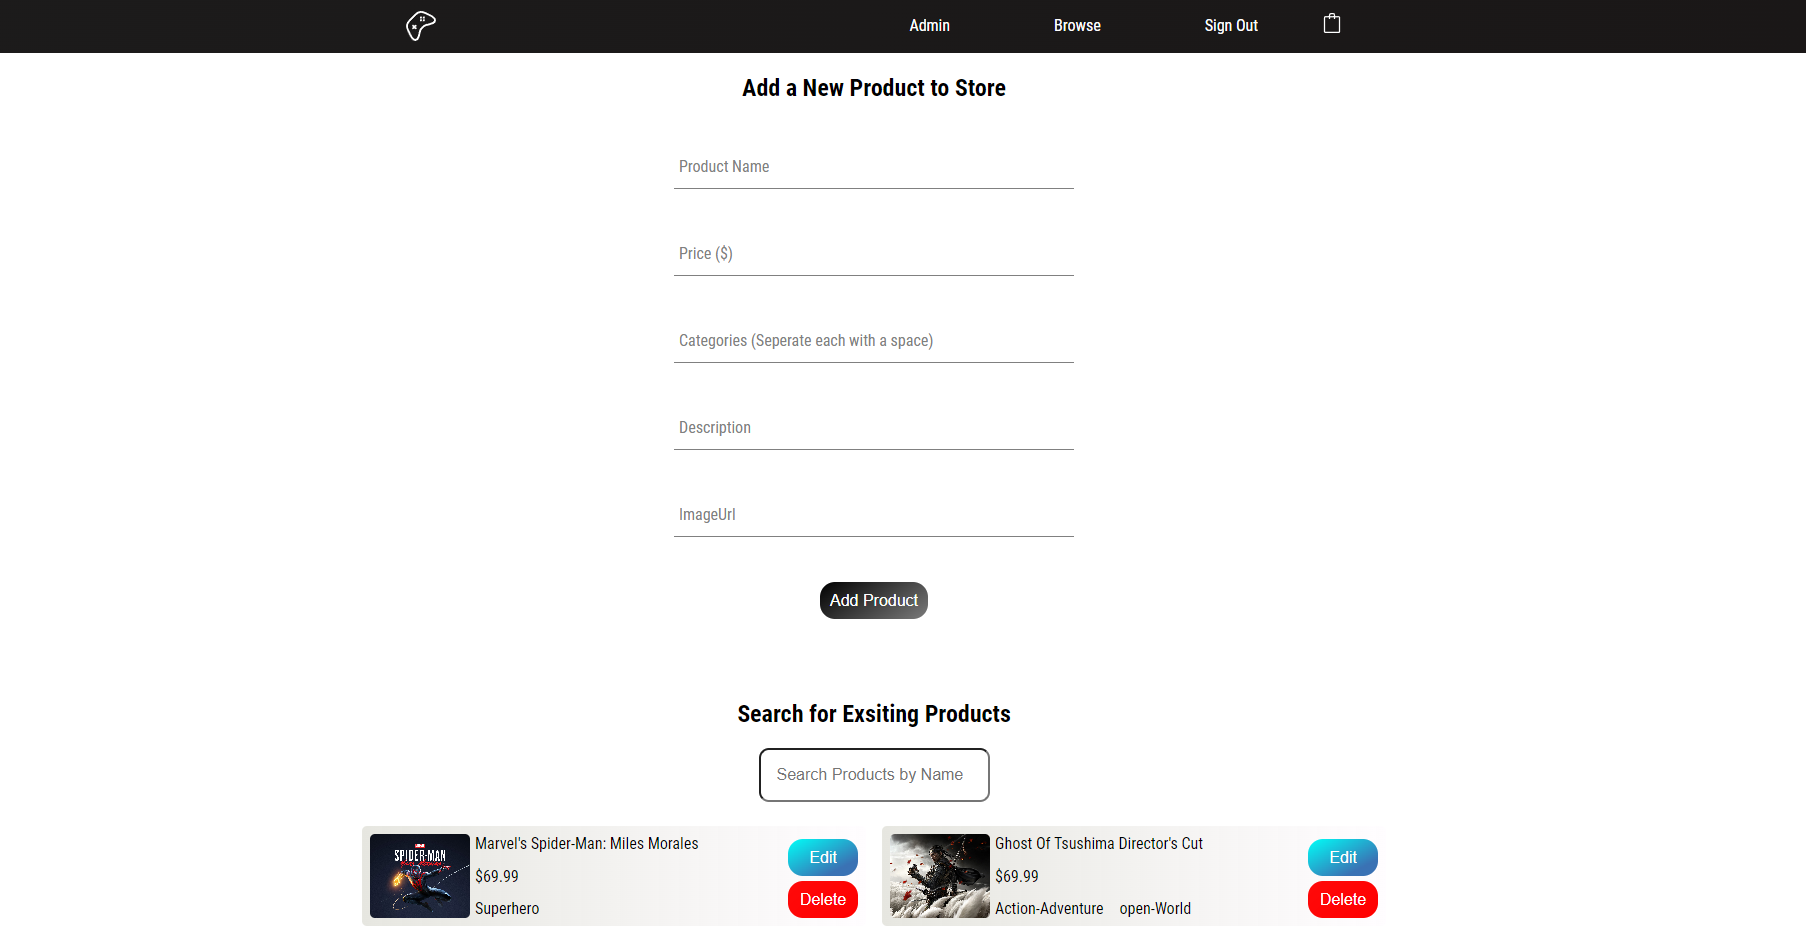 Admin Browse Sign Out
Add a New Product to Store
Product Name
Price ($)
Categories (Seperate each with a space)
Description
ImageUrl
Add Product
Search for Exsiting Products
Search Products by Name
SPIDER-MAN
Marvel's Spider-Man: Miles Morales
$69.99
Superhero
Edit
Delete
Ghost Of Tsushima Director's Cut
$69.99
Action-Adventure open-World
Edit
Delete